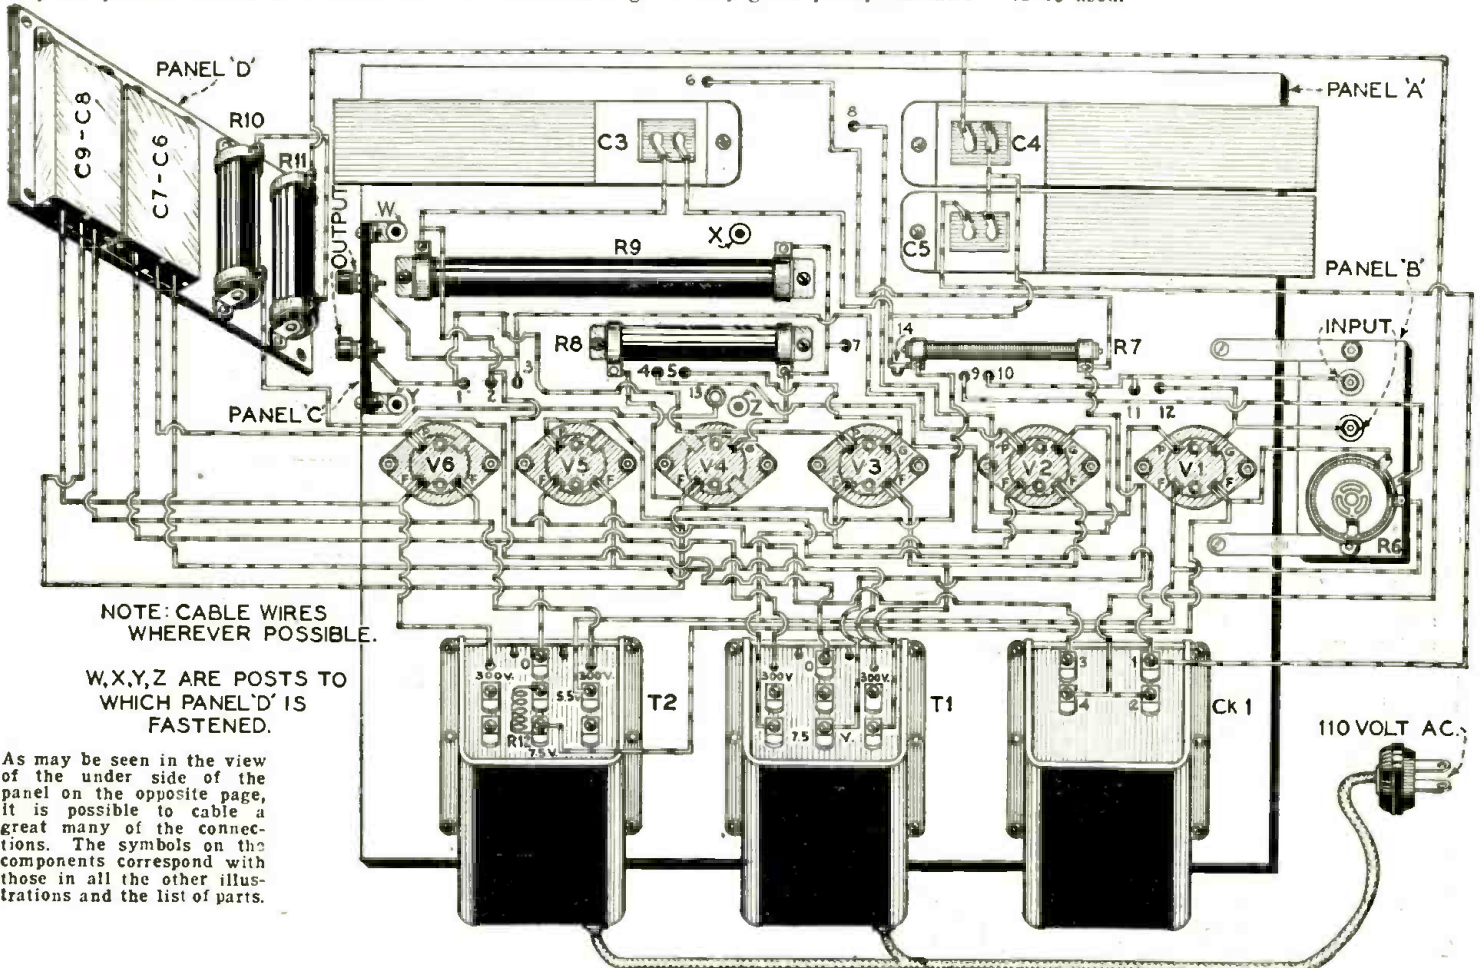 PANEL 'D'
PANEL 'A'
C9-C8
C7-C6
R10
R11
OUTPUT
6
8
C3
C4
C5
W
X
R9
PANEL 'B'
INPUT
R8
7
14
R7
4 5
3
1 2
9 10
11 12
Y
Z
PANEL 'C'
V6
V5
V4
V3
V2
V1
P G
F F
R6
NOTE: CABLE WIRES
WHEREVER POSSIBLE.
W,X,Y,Z ARE POSTS TO
WHICH PANEL 'D' IS
FASTENED.
0
300V. 300V.
5.5V.
R12
7.5V.
T2
0
300V 300V.
7.5 V.
T1
3 1
4 2
CK 1
110 VOLT AC.
As may be seen in the view
of the under side of the
panel on the opposite page,
it is possible to cable a
great many of the connec-
tions. The symbols on the
components correspond with
those in all the other illus-
trations and the list of parts.